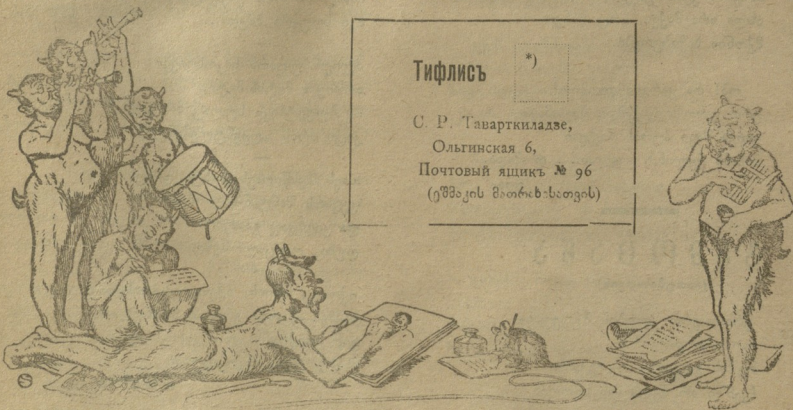 Тифлисъ *)
С. Р. Таварткиладзе,
Ольгинская 6,
Почтовый ящикъ № 96
(ეშმაკის მათრახისათვის)